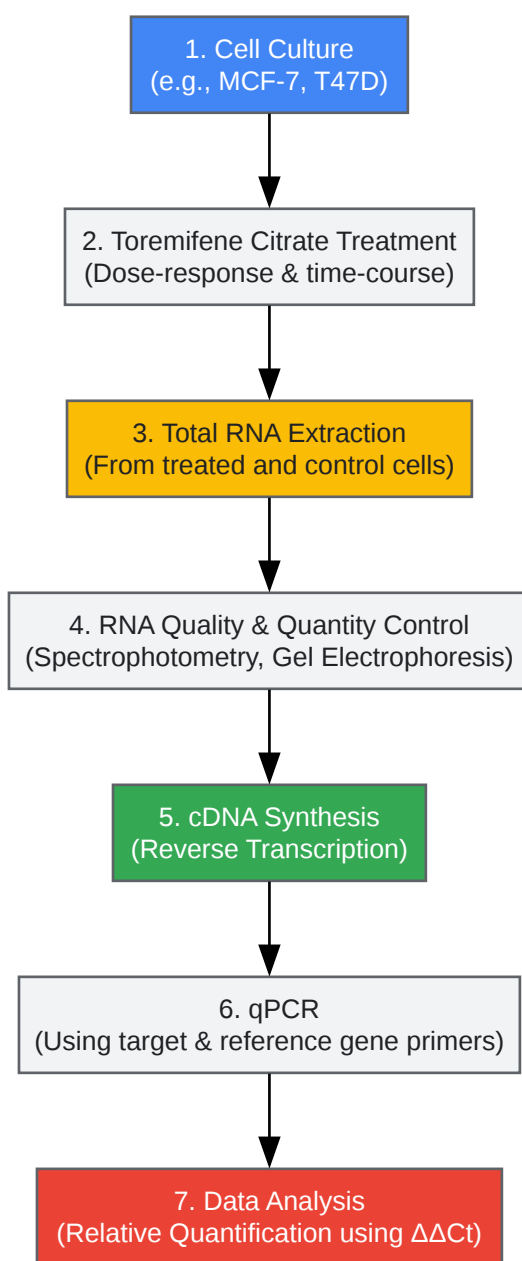 1. Cell Culture
(e.g., MCF-7, T47D)
2. Toremifene Citrate Treatment
(Dose-response & time-course)
3. Total RNA Extraction
(From treated and control cells)
4. RNA Quality & Quantity Control
(Spectrophotometry, Gel Electrophoresis)
5. cDNA Synthesis
(Reverse Transcription)
6. qPCR
(Using target & reference gene primers)
7. Data Analysis
(Relative Quantification using ΔΔCt)